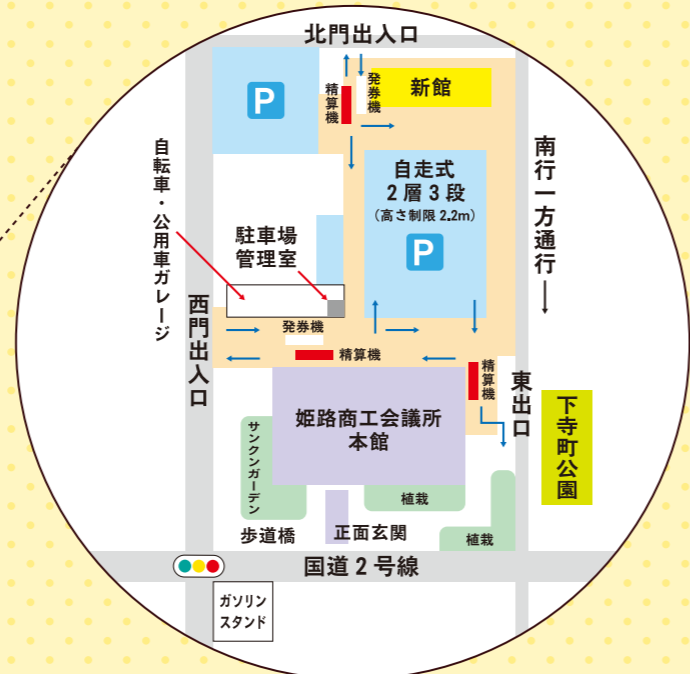 北門出入口
P
精算機
発券機
新館
自転車・公用車ガレージ
駐車場
管理室
自走式
2層3段
（高さ制限 2.2m）
P
南行一方通行
西門出入口
発券機
精算機
精算機
東出口
姫路商工会議所
本館
下寺町公園
サンクンガーデン
植栽
歩道橋
正面玄関
植栽
国道2号線
ガソリン
スタンド